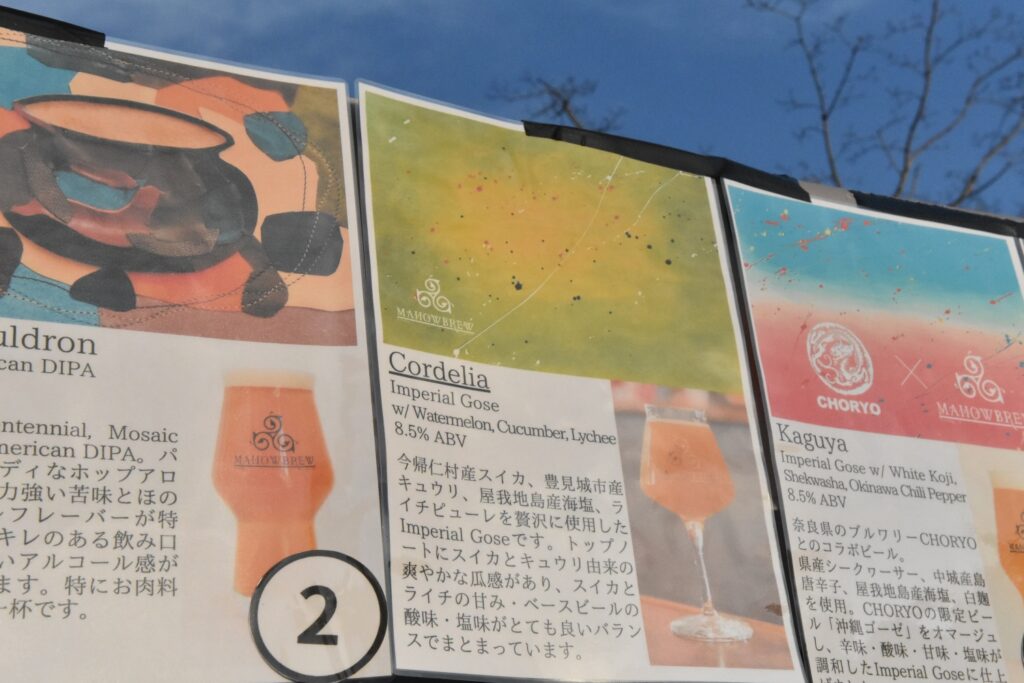 uldron
can DIPA
ntennial, Mosaic
merican DIPA。パ
ディなホップアロ
力強い苦味とほの
フレーバーが特
キレのある飲み口
いアルコール感が
ます。特にお肉料
一杯です。
MAHOWBREW
2
MAHOWBREW
Cordelia
Imperial Gose
w/ Watermelon, Cucumber, Lychee
8.5% ABV
今帰仁村産スイカ、豊見城市産
キュウリ、屋我地島産海塩、ラ
イチピューレを贅沢に使用した
Imperial Goseです。トップノ
ートにスイカとキュウリ由来の
爽やかな瓜感があり、スイカと
ライチの甘み・ベースビールの
酸味・塩味がとても良いバラン
スでまとまっています。
CHORYO
MAHOWBREW
Kaguya
Imperial Gose w/ White Koji,
Shekwasha, Okinawa Chili Pepper
8.5% ABV
奈良県のブルワリーCHORYO
とのコラボビール。
県産シークワーサー、中城産島
唐辛子、屋我地島産海塩、白麹
を使用。CHORYOの限定ビー
ル「沖縄ゴーゼ」をオマージュ
し、辛味・酸味・甘味・塩味が
調和したImperial Goseに仕上